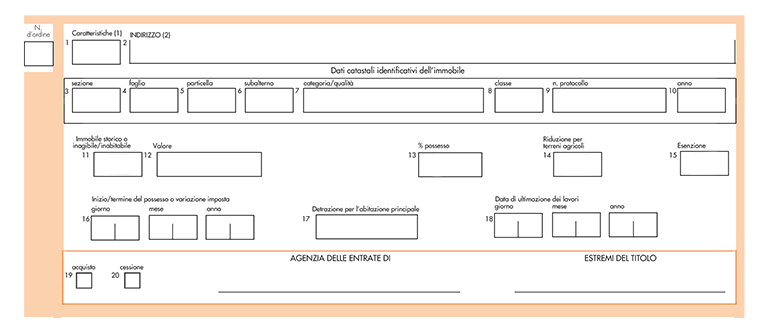 N.
d'ordine
Caratteristiche (1)
1
2
INDIRIZZO (2)
Dati catastali identificativi dell'immobile
sezione foglio particella subalterno categoria/qualità classe n. protocollo anno
3 4 5 6 7 8 9 10
Immobile storico o
inagibile/inabitabile
11
12
Valore
13
% possesso
Riduzione per
terreni agricoli
14
15
Esenzione
Inizio/termine del possesso o variazione imposta
giorno mese anno
16
17
Detrazione per l'abitazione principale
Data di ultimazione dei lavori
giorno mese anno
18
acquisto cessione
19 20
AGENZIA DELLE ENTRATE DI
ESTREMI DEL TITOLO